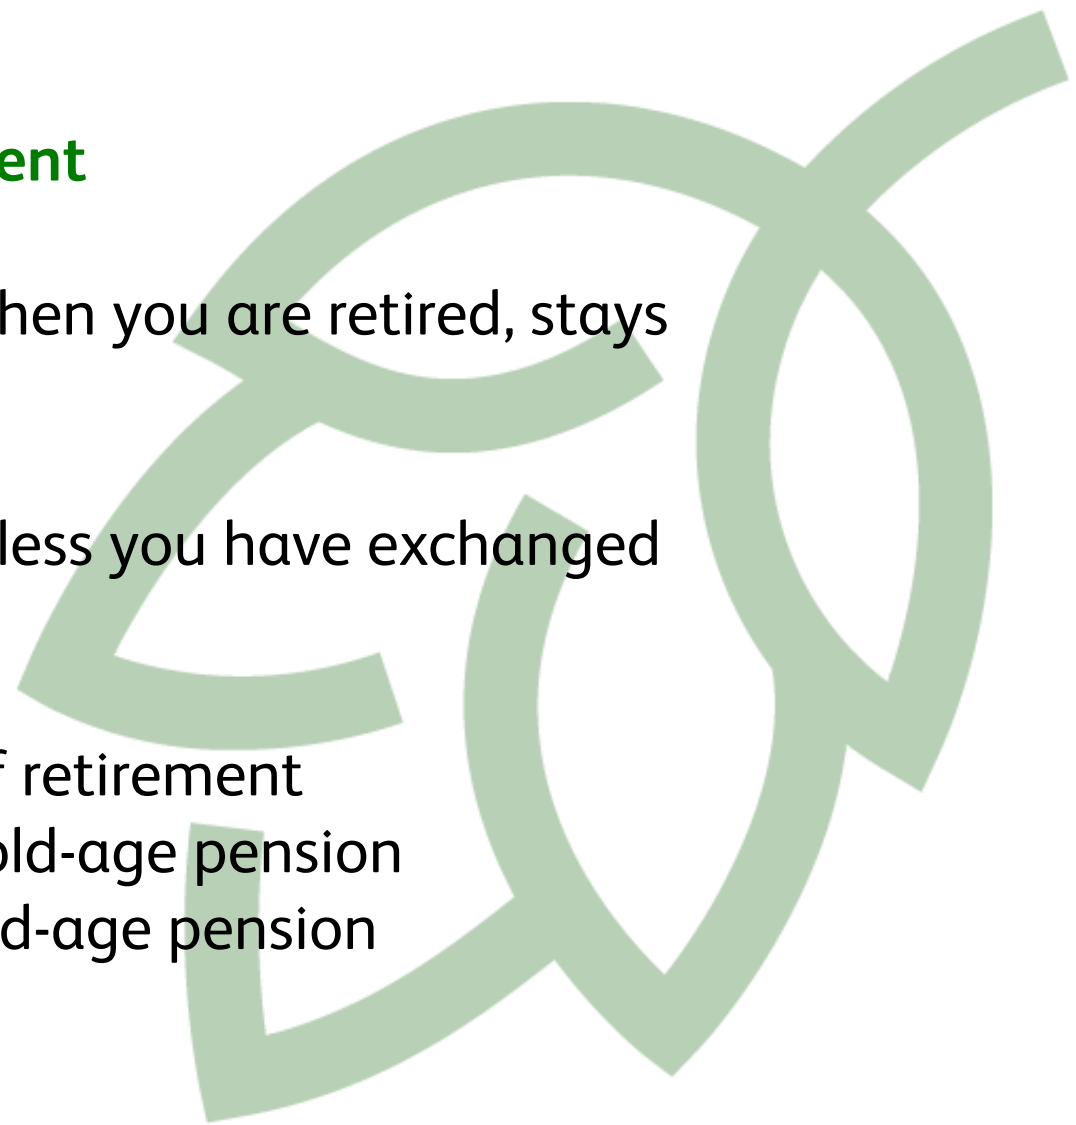 ent
hen you are retired, stays
less you have exchanged
f retirement
old-age pension
d-age pension